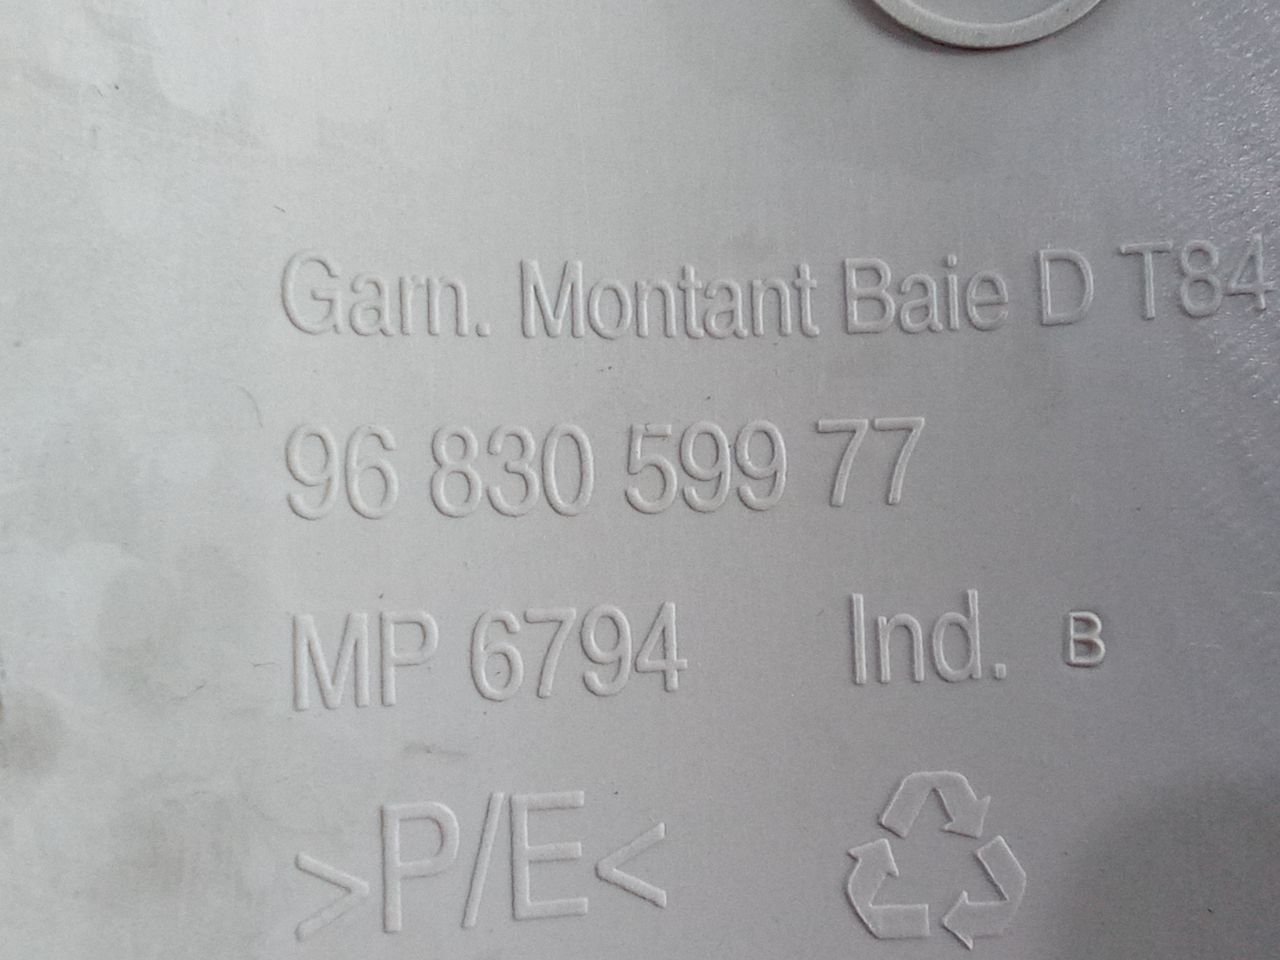 Garn. Montant Baie D T84
96 830 599 77
MP 6794 Ind. B
>P/E<